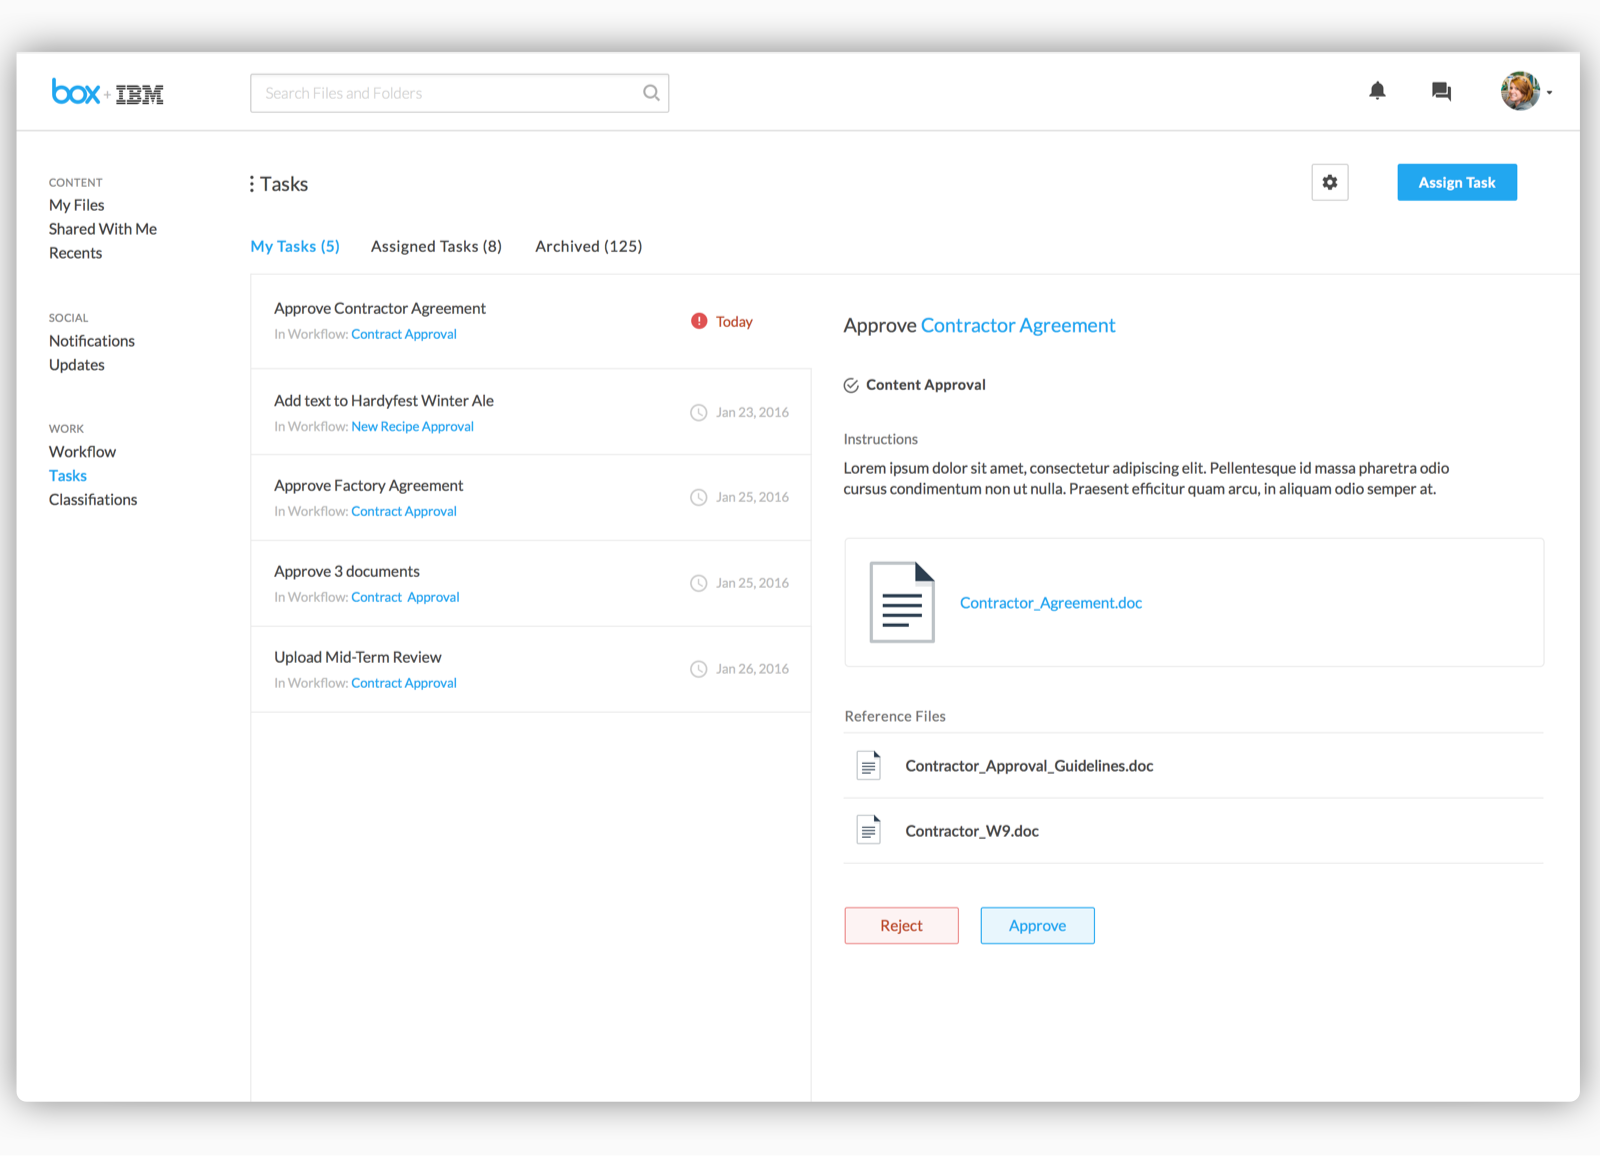 box + IBM
Search Files and Folders
CONTENT
My Files
Shared With Me
Recents
SOCIAL
Notifications
Updates
WORK
Workflow
Tasks
Classifiations
Tasks
Assign Task
My Tasks (5)
Assigned Tasks (8)
Archived (125)
Approve Contractor Agreement
In Workflow: Contract Approval
Today
Add text to Hardyfest Winter Ale
In Workflow: New Recipe Approval
Jan 23, 2016
Approve Factory Agreement
In Workflow: Contract Approval
Jan 25, 2016
Approve 3 documents
In Workflow: Contract Approval
Jan 25, 2016
Upload Mid-Term Review
In Workflow: Contract Approval
Jan 26, 2016
Approve Contractor Agreement
Content Approval
Instructions
Lorem ipsum dolor sit amet, consectetur adipiscing elit. Pellentesque id massa pharetra odio
cursus condimentum non ut nulla. Praesent efficitur quam arcu, in aliquam odio semper at.
Contractor_Agreement.doc
Reference Files
Contractor_Approval_Guidelines.doc
Contractor_W9.doc
Reject
Approve